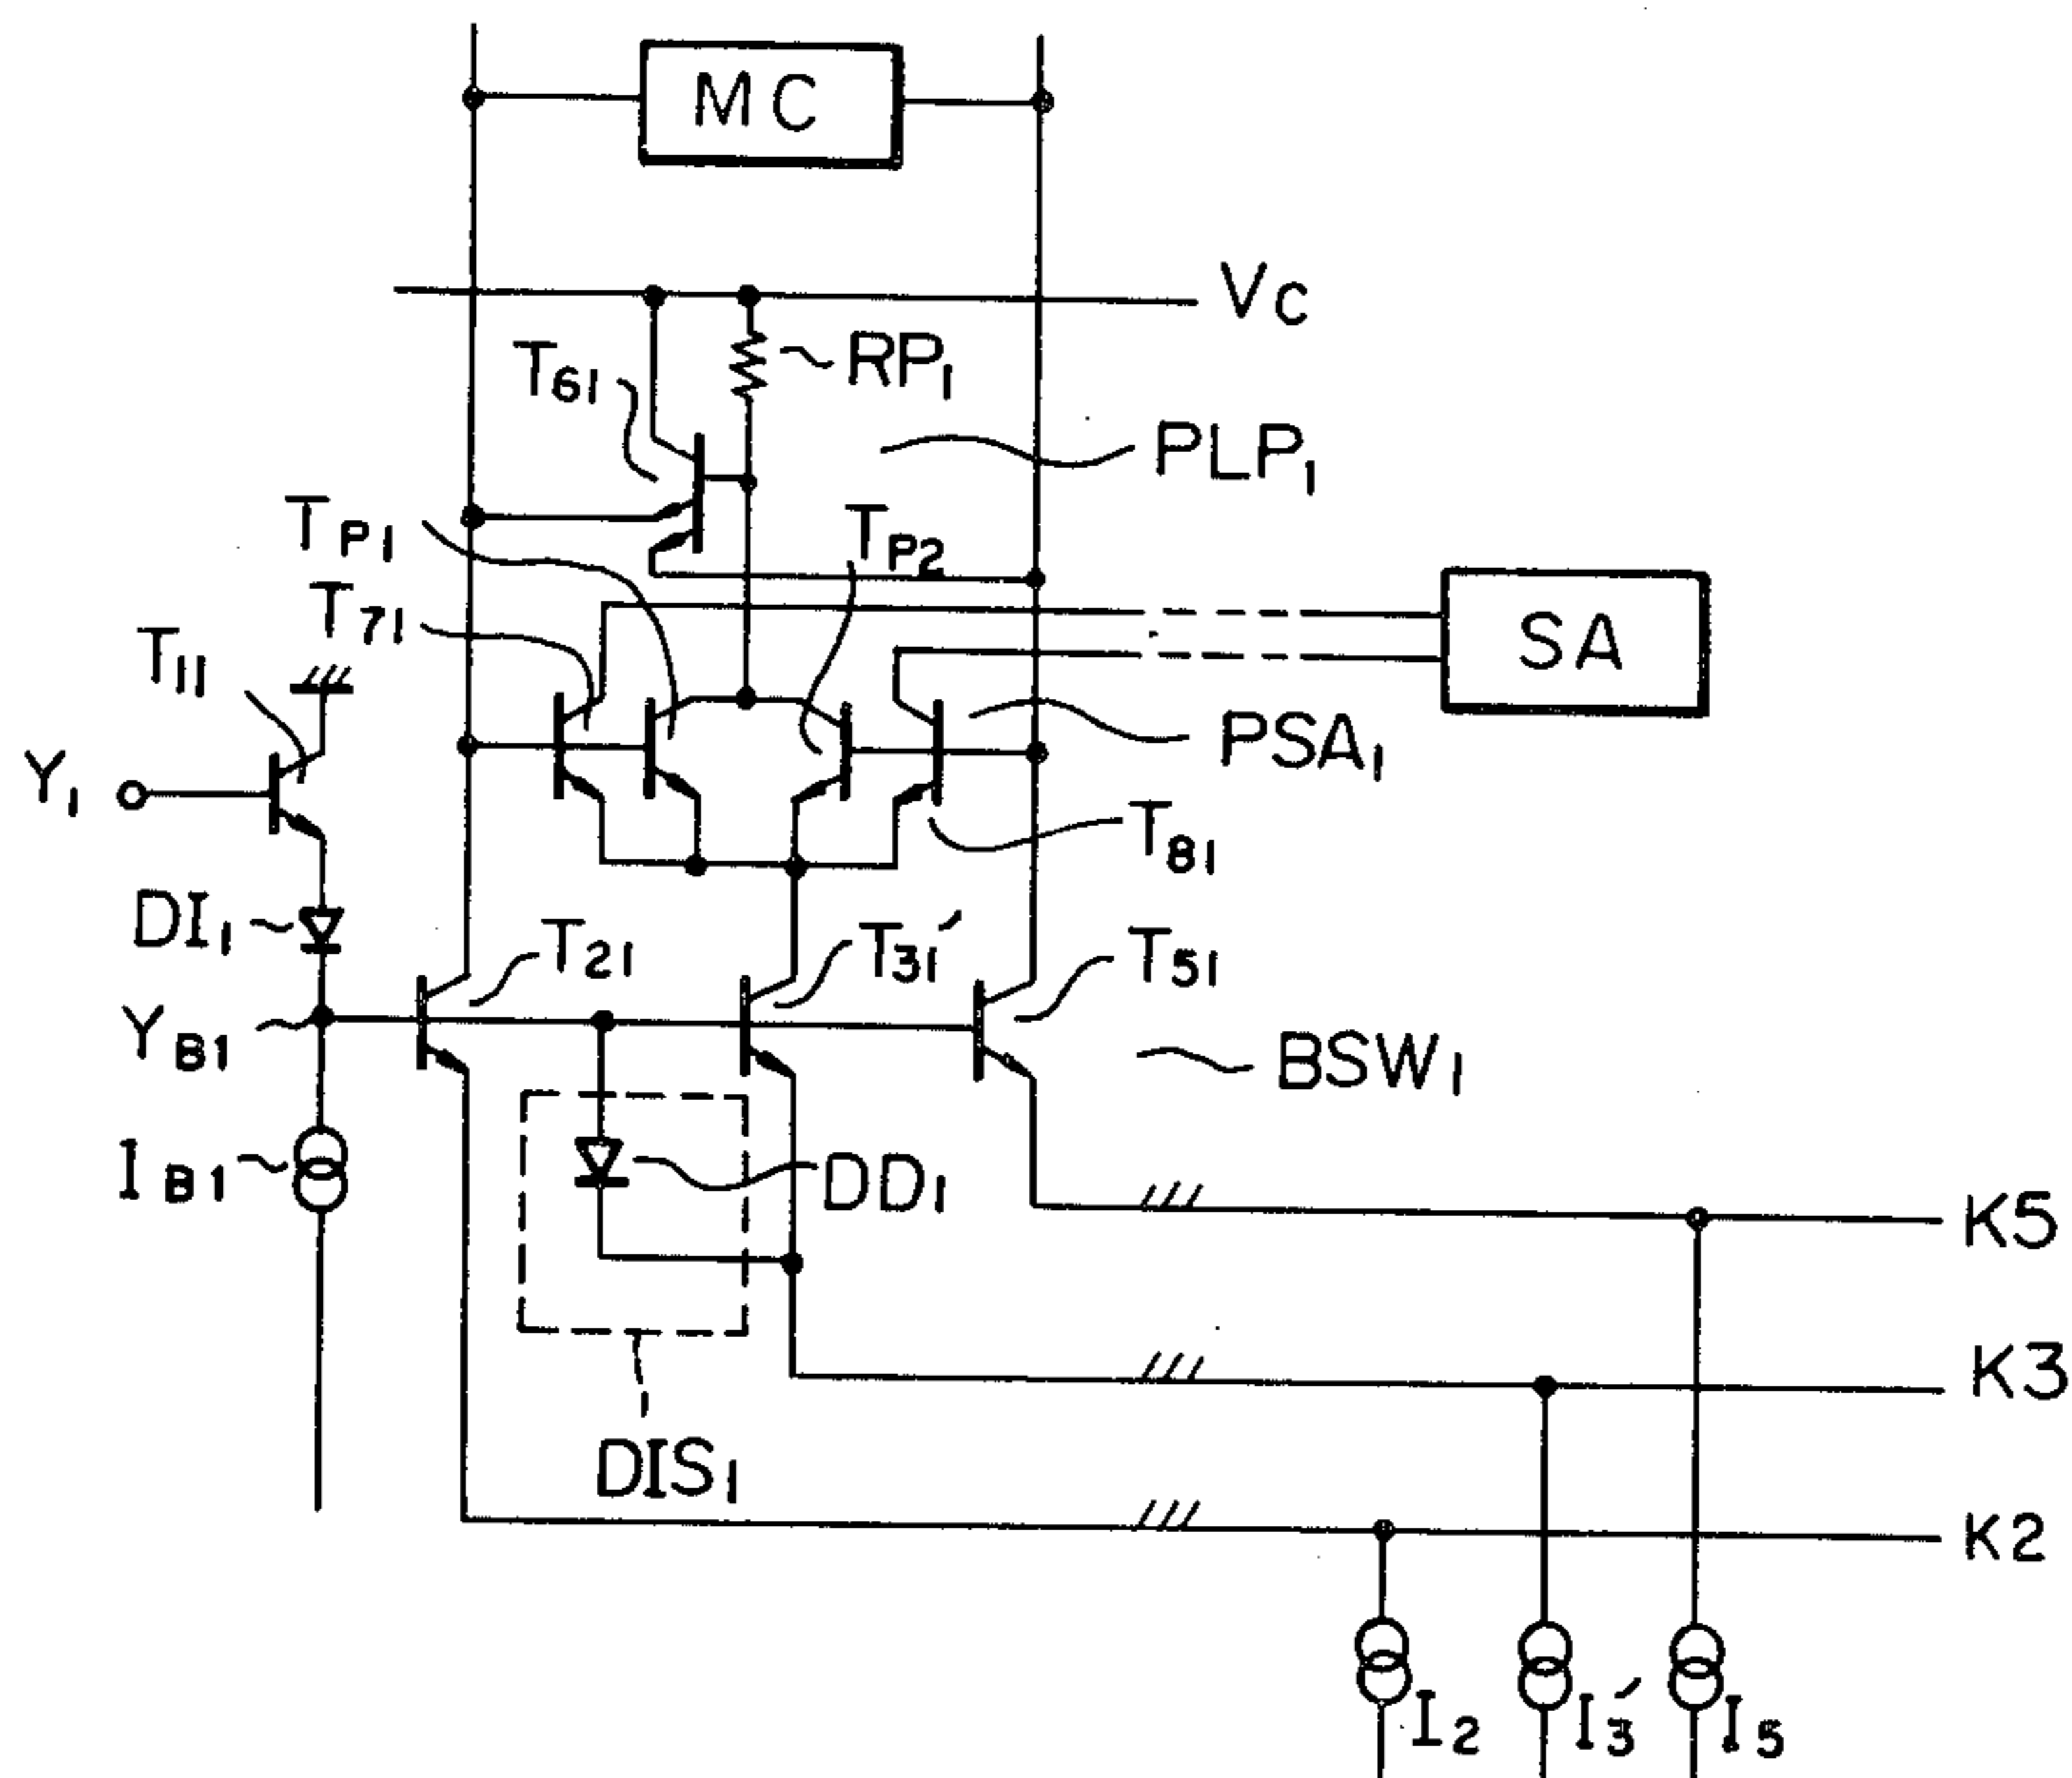 MC
VC
T61
RP1
PLP1
TP1
TP2
T71
SA
T11
PSA1
Y1
T81
DI1
T21
T31'
T51
YB1
BSW1
IB1
DD1
K5
K3
DIS1
K2
I2
I3'
I5